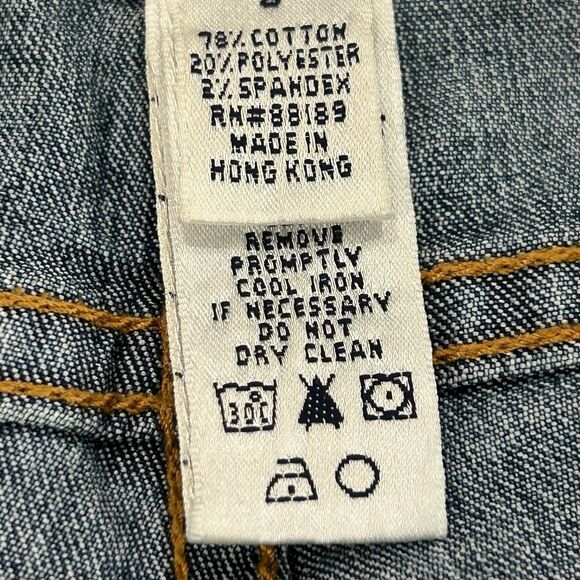 78% COTTON
20% POLYESTER
2% SPANDEX
RN#88189
MADE IN
HONG KONG
REMOVE
PROMPTLY
COOL IRON
IF NECESSARY
DO NOT
DRY CLEAN
30C